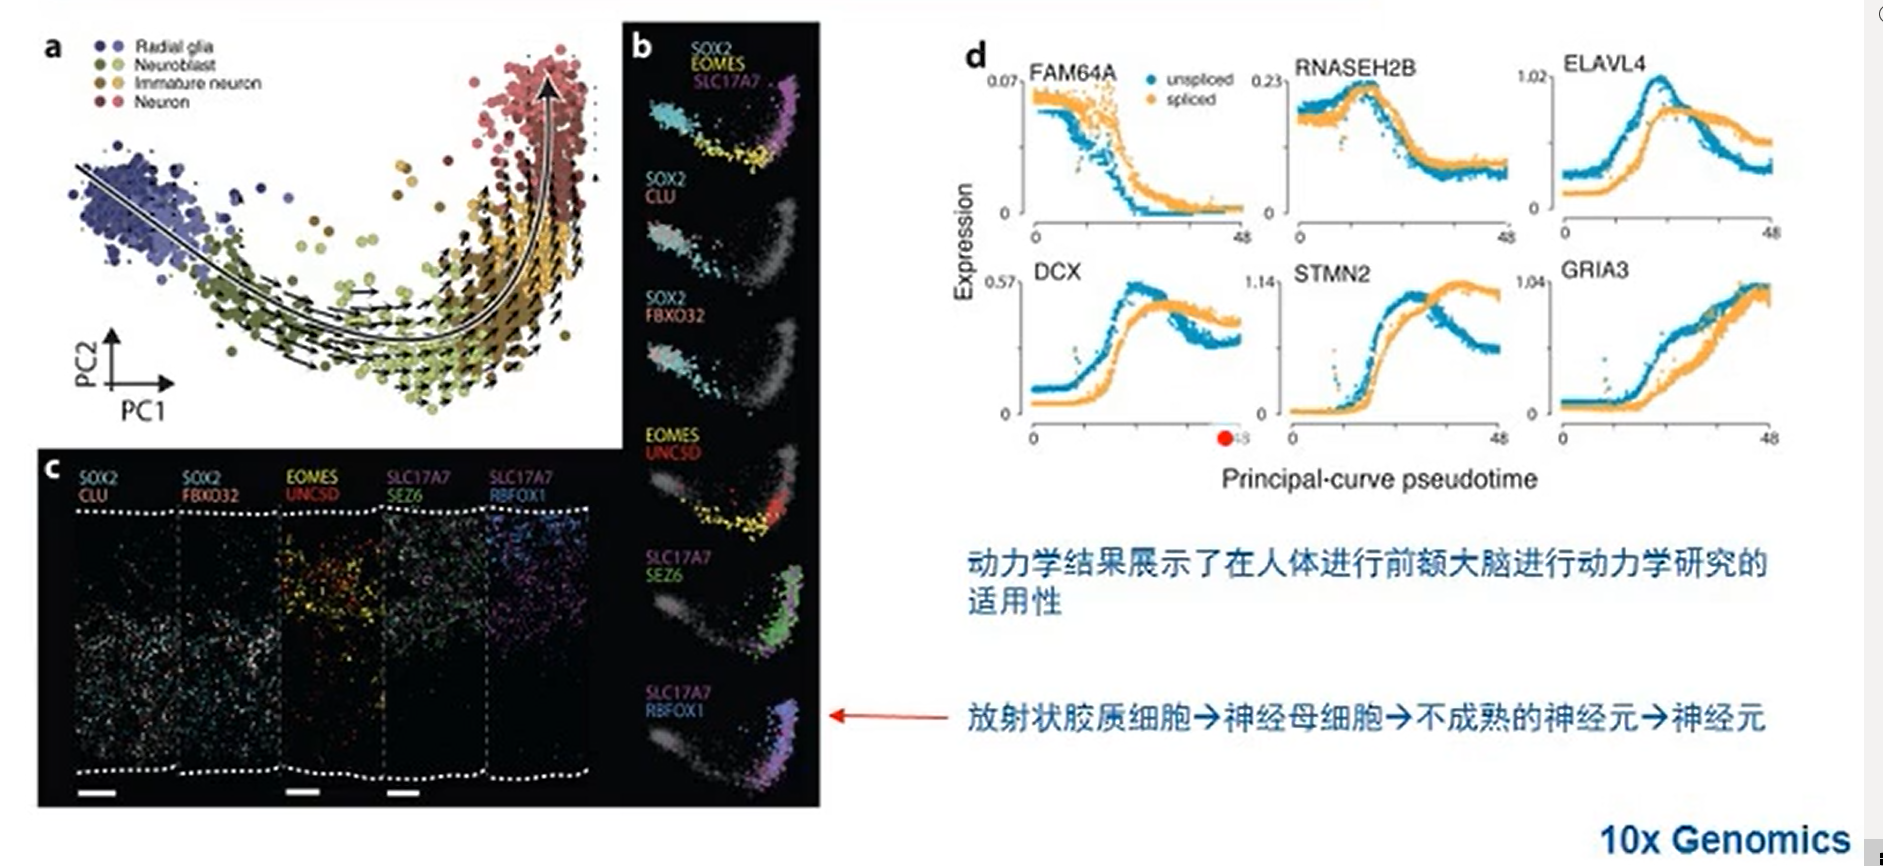 a
Radial glia
Neuroblast
Immature neuron
Neuron
PC2
PC1
b
SOX2
EOMES
SLC17A7
SOX2
CLU
SOX2
FBXO32
EOMES
UNC5D
SLC17A7
SEZ6
SLC17A7
RBFOX1
c
SOX2
CLU
SOX2
FBXO32
EOMES
UNC5D
SLC17A7
SEZ6
SLC17A7
RBFOX1
d
Expression
FAM64A
unspliced
spliced
0.07
0
0
48
RNASEH2B
0.23
0
0
48
ELAVL4
1.02
0
0
48
DCX
0.57
0
0
STMN2
1.14
0
0
48
GRIA3
1.04
0
0
48
Principal-curve pseudotime
动力学结果展示了在人体进行前额大脑进行动力学研究的
适用性
放射状胶质细胞→神经母细胞→不成熟的神经元→神经元
10x Genomics